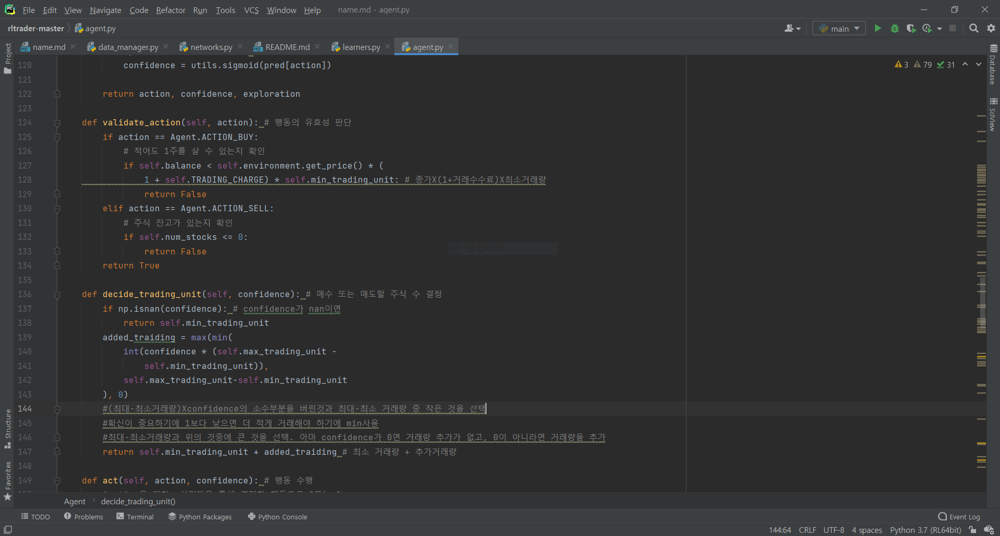 File Edit View Navigate Code Refactor Run Tools VCS Window Help name.md - agent.py
rltrader-master agent.py main
name.md data_manager.py networks.py README.md learners.py agent.py
Project
Database
SciView
Structure
Favorites
3 79 31
120 confidence = utils.sigmoid(pred[action])
121
122 return action, confidence, exploration
123
124 def validate_action(self, action): # 행동의 유효성 판단
125 if action == Agent.ACTION_BUY:
126 # 적어도 1주를 살 수 있는지 확인
127 if self.balance < self.environment.get_price() * (
128 1 + self.TRADING_CHARGE) * self.min_trading_unit: # 종가X(1+거래수수료)X최소거래량
129 return False
130 elif action == Agent.ACTION_SELL:
131 # 주식 잔고가 있는지 확인
132 if self.num_stocks <= 0:
133 return False
134 return True
135
136 def decide_trading_unit(self, confidence): # 매수 또는 매도할 주식 수 결정
137 if np.isnan(confidence): # confidence가 nan이면
138 return self.min_trading_unit
139 added_traiding = max(min(
140 int(confidence * (self.max_trading_unit -
141 self.min_trading_unit)),
142 self.max_trading_unit-self.min_trading_unit
143 ), 0)
144 #(최대-최소거래량)Xconfidence의 소수부분을 버린것과 최대-최소 거래량 중 작은 것을 선택
145 #확신이 중요하기에 1보다 낮으면 더 적게 거래해야 하기에 min사용
146 #최대-최소거래량과 위의 것중에 큰 것을 선택. 아마 confidence가 0면 거래량 추가가 없고, 0이 아니라면 거래량을 추가
147 return self.min_trading_unit + added_traiding # 최소 거래량 + 추가거래량
148
149 def act(self, action, confidence): # 행동 수행
Agent decide_trading_unit()
TODO Problems Terminal Python Packages Python Console Event Log
144:64 CRLF UTF-8 4 spaces Python 3.7 (RL64bit)